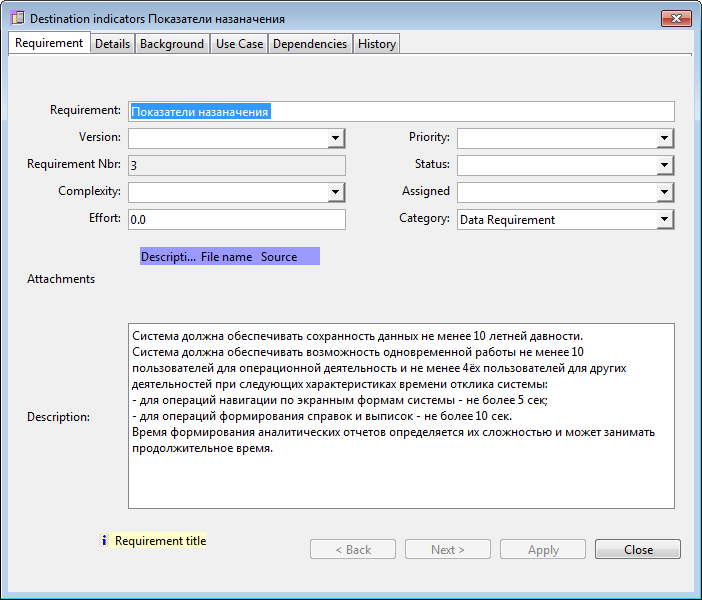 Destination indicators Показатели назаначения
Requirement Details Background Use Case Dependencies History
Requirement: Показатели назаначения
Version: Priority:
Requirement Nbr: 3 Status:
Complexity: Assigned
Effort: 0.0 Category: Data Requirement
Descripti... File name Source
Attachments
Система должна обеспечивать сохранность данных не менее 10 летней давности.
Система должна обеспечивать возможность одновременной работы не менее 10
пользователей для операционной деятельность и не менее 4ёх пользователей для других
деятельностей при следующих характеристиках времени отклика системы:
- для операций навигации по экранным формам системы - не более 5 сек;
- для операций формирования справок и выписок - не более 10 сек.
Время формирования аналитических отчетов определяется их сложностью и может занимать
продолжительное время.
Description:
i Requirement title
< Back Next > Apply Close